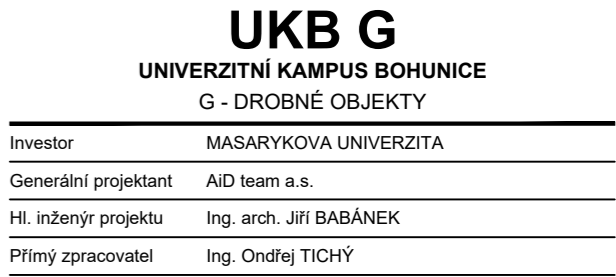 UKB G
UNIVERZITNÍ KAMPUS BOHUNICE
G - DROBNÉ OBJEKTY
Investor MASARYKOVA UNIVERZITA
Generální projektant AiD team a.s.
Hl. inženýr projektu Ing. arch. Jiří BABÁNEK
Přímý zpracovatel Ing. Ondřej TICHÝ